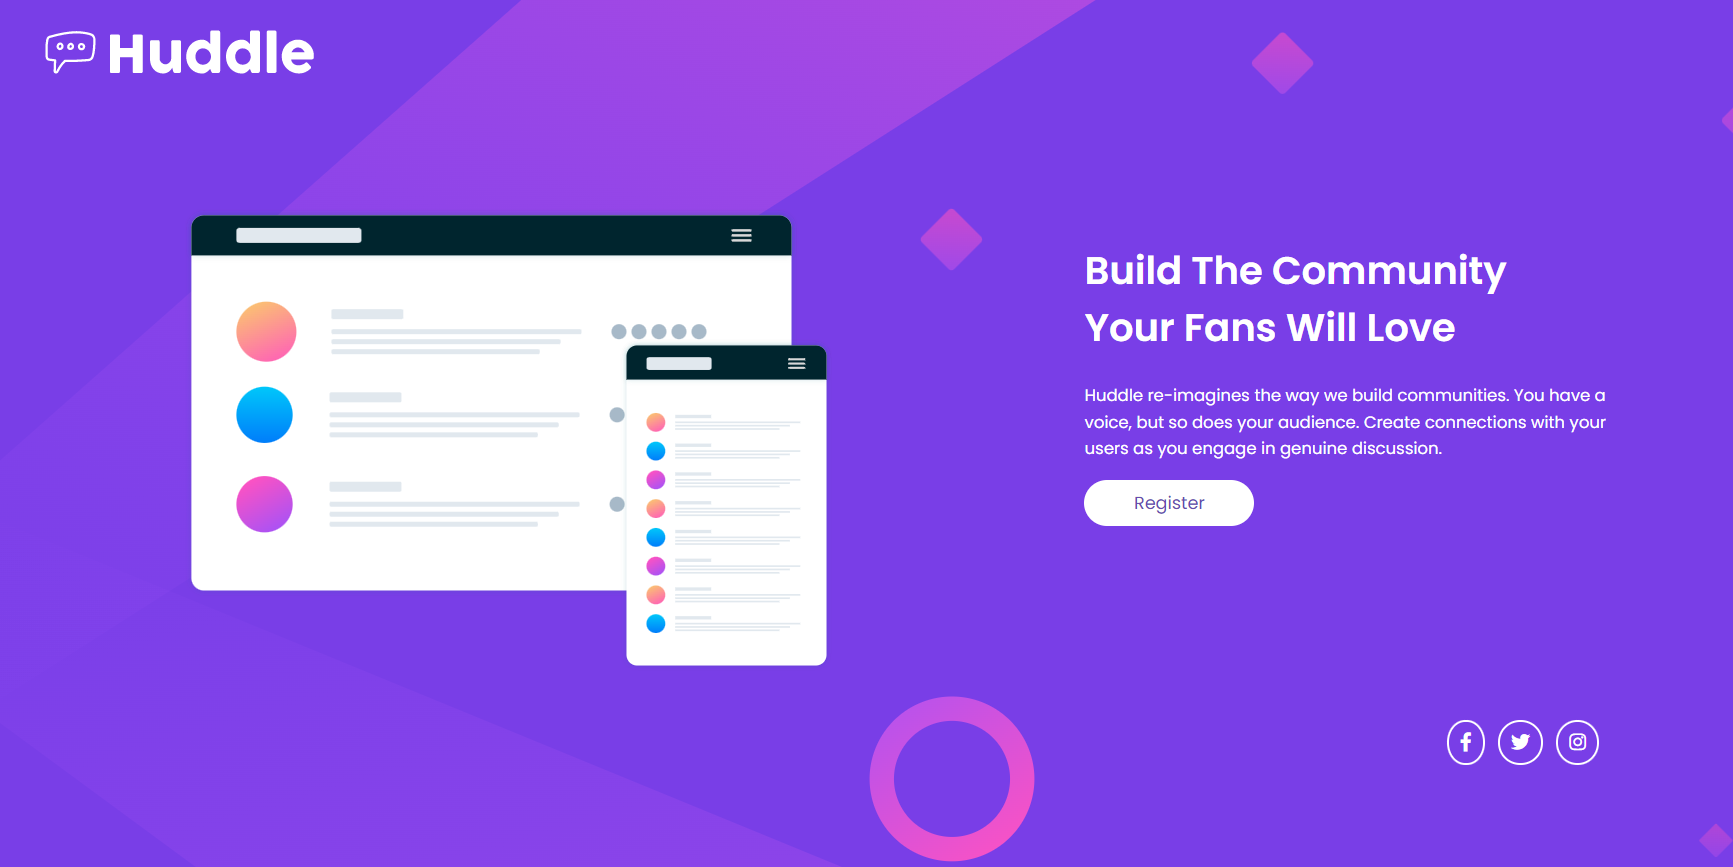 Huddle
Build The Community
Your Fans Will Love
Huddle re-imagines the way we build communities. You have a
voice, but so does your audience. Create connections with your
users as you engage in genuine discussion.
Register